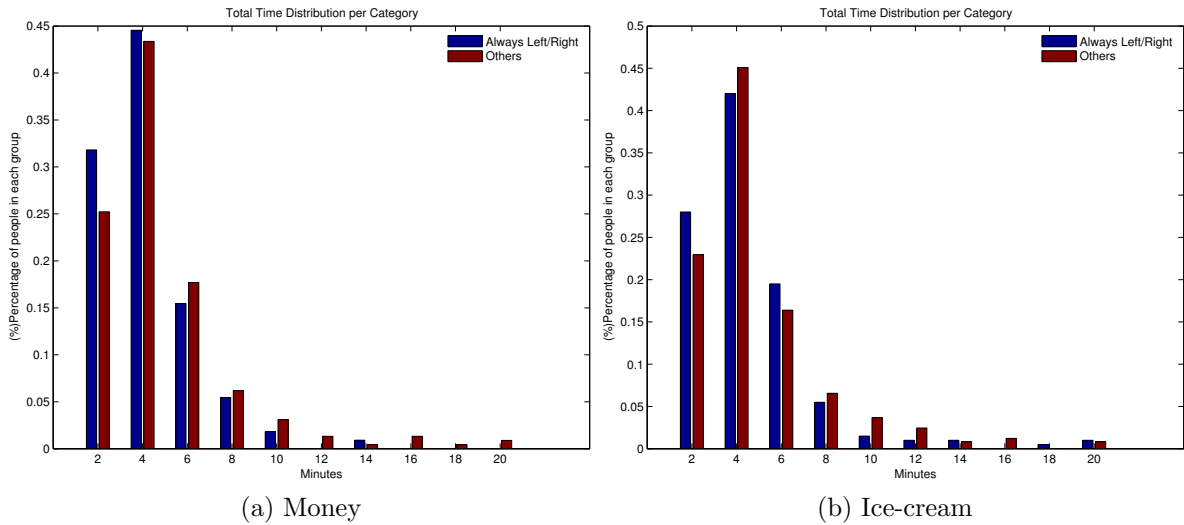 Total Time Distribution per Category
0.45
0.4
0.35
0.3
0.25
0.2
0.15
0.1
0.05
0
(%)Percentage of people in each group
Always Left/Right
Others
2 4 6 8 10 12 14 16 18 20
Minutes
(a) Money
Total Time Distribution per Category
0.5
0.45
0.4
0.35
0.3
0.25
0.2
0.15
0.1
0.05
0
(%)Percentage of people in each group
Always Left/Right
Others
2 4 6 8 10 12 14 16 18 20
Minutes
(b) Ice-cream